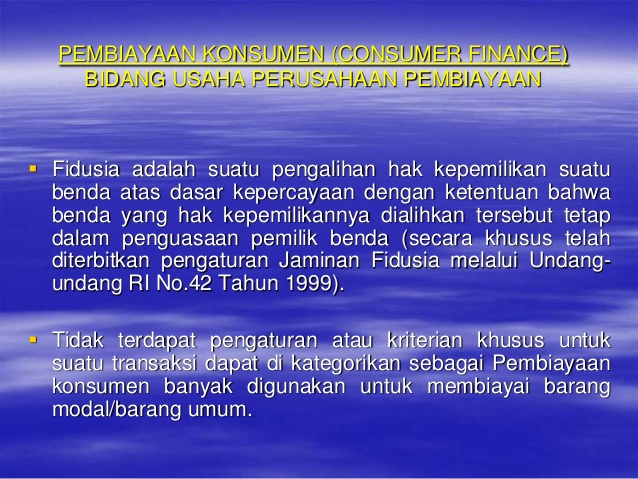 PEMBIAYAAN KONSUMEN (CONSUMER FINANCE)
BIDANG USAHA PERUSAHAAN PEMBIAYAAN
▪ Fidusia adalah suatu pengalihan hak kepemilikan suatu
benda atas dasar kepercayaan dengan ketentuan bahwa
benda yang hak kepemilikannya dialihkan tersebut tetap
dalam penguasaan pemilik benda (secara khusus telah
diterbitkan pengaturan Jaminan Fidusia melalui Undang-
undang RI No.42 Tahun 1999).
▪ Tidak terdapat pengaturan atau kriterian khusus untuk
suatu transaksi dapat di kategorikan sebagai Pembiayaan
konsumen banyak digunakan untuk membiayai barang
modal/barang umum.